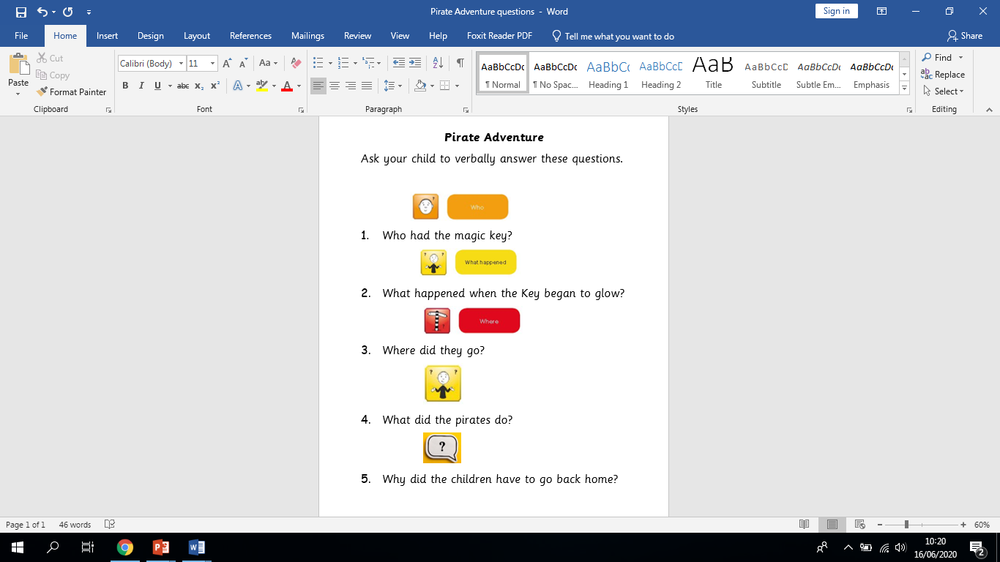 Pirate Adventure questions - Word
Sign in
File Home Insert Design Layout References Mailings Review View Help Foxit Reader PDF Tell me what you want to do Share
Paste
Cut
Copy
Format Painter
Clipboard
Calibri (Body) 11
Font
Paragraph
AaBbCcDc AaBbCcDc AaBbCc AaBbCcD AaB AaBbCcD AaBbCcDc AaBbCcDc
¶ Normal ¶ No Spac... Heading 1 Heading 2 Title Subtitle Subtle Em... Emphasis
Styles
Find
Replace
Select
Editing
Pirate Adventure
Ask your child to verbally answer these questions.
Who
1. Who had the magic key?
What happened
2. What happened when the Key began to glow?
Where
3. Where did they go?
4. What did the pirates do?
?
5. Why did the children have to go back home?
Page 1 of 1 46 words 60%
10:20
16/06/2020
2